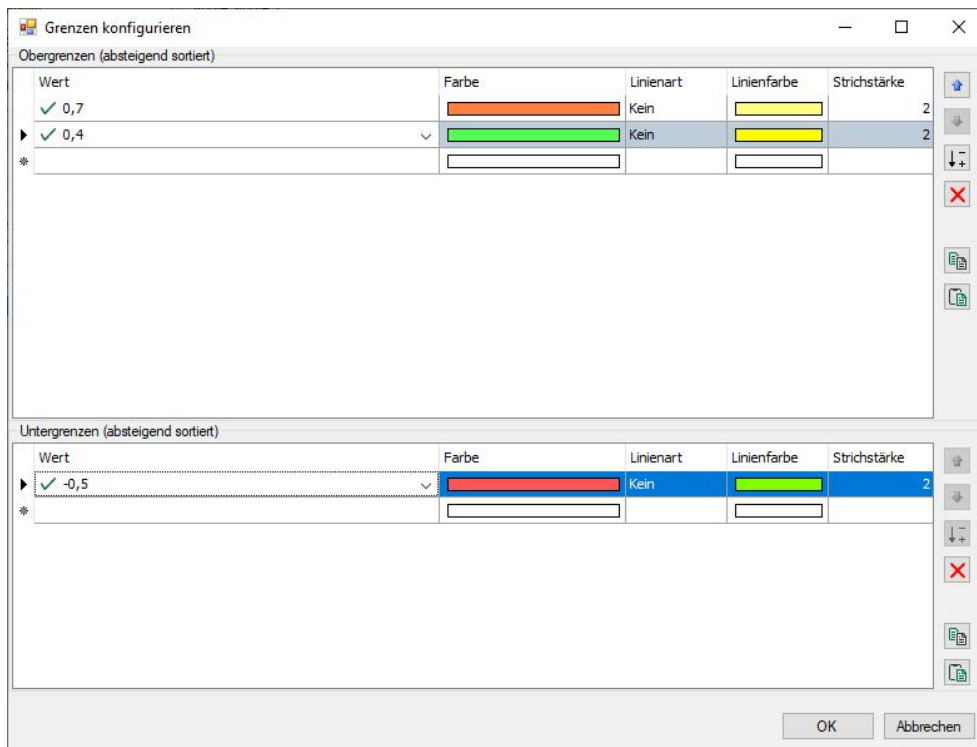 Grenzen konfigurieren
Obergrenzen (absteigend sortiert)
Wert Farbe Linienart Linienfarbe Strichstärke
0,7 Kein 2
0,4 Kein 2
Untergrenzen (absteigend sortiert)
Wert Farbe Linienart Linienfarbe Strichstärke
-0,5 Kein 2
OK Abbrechen